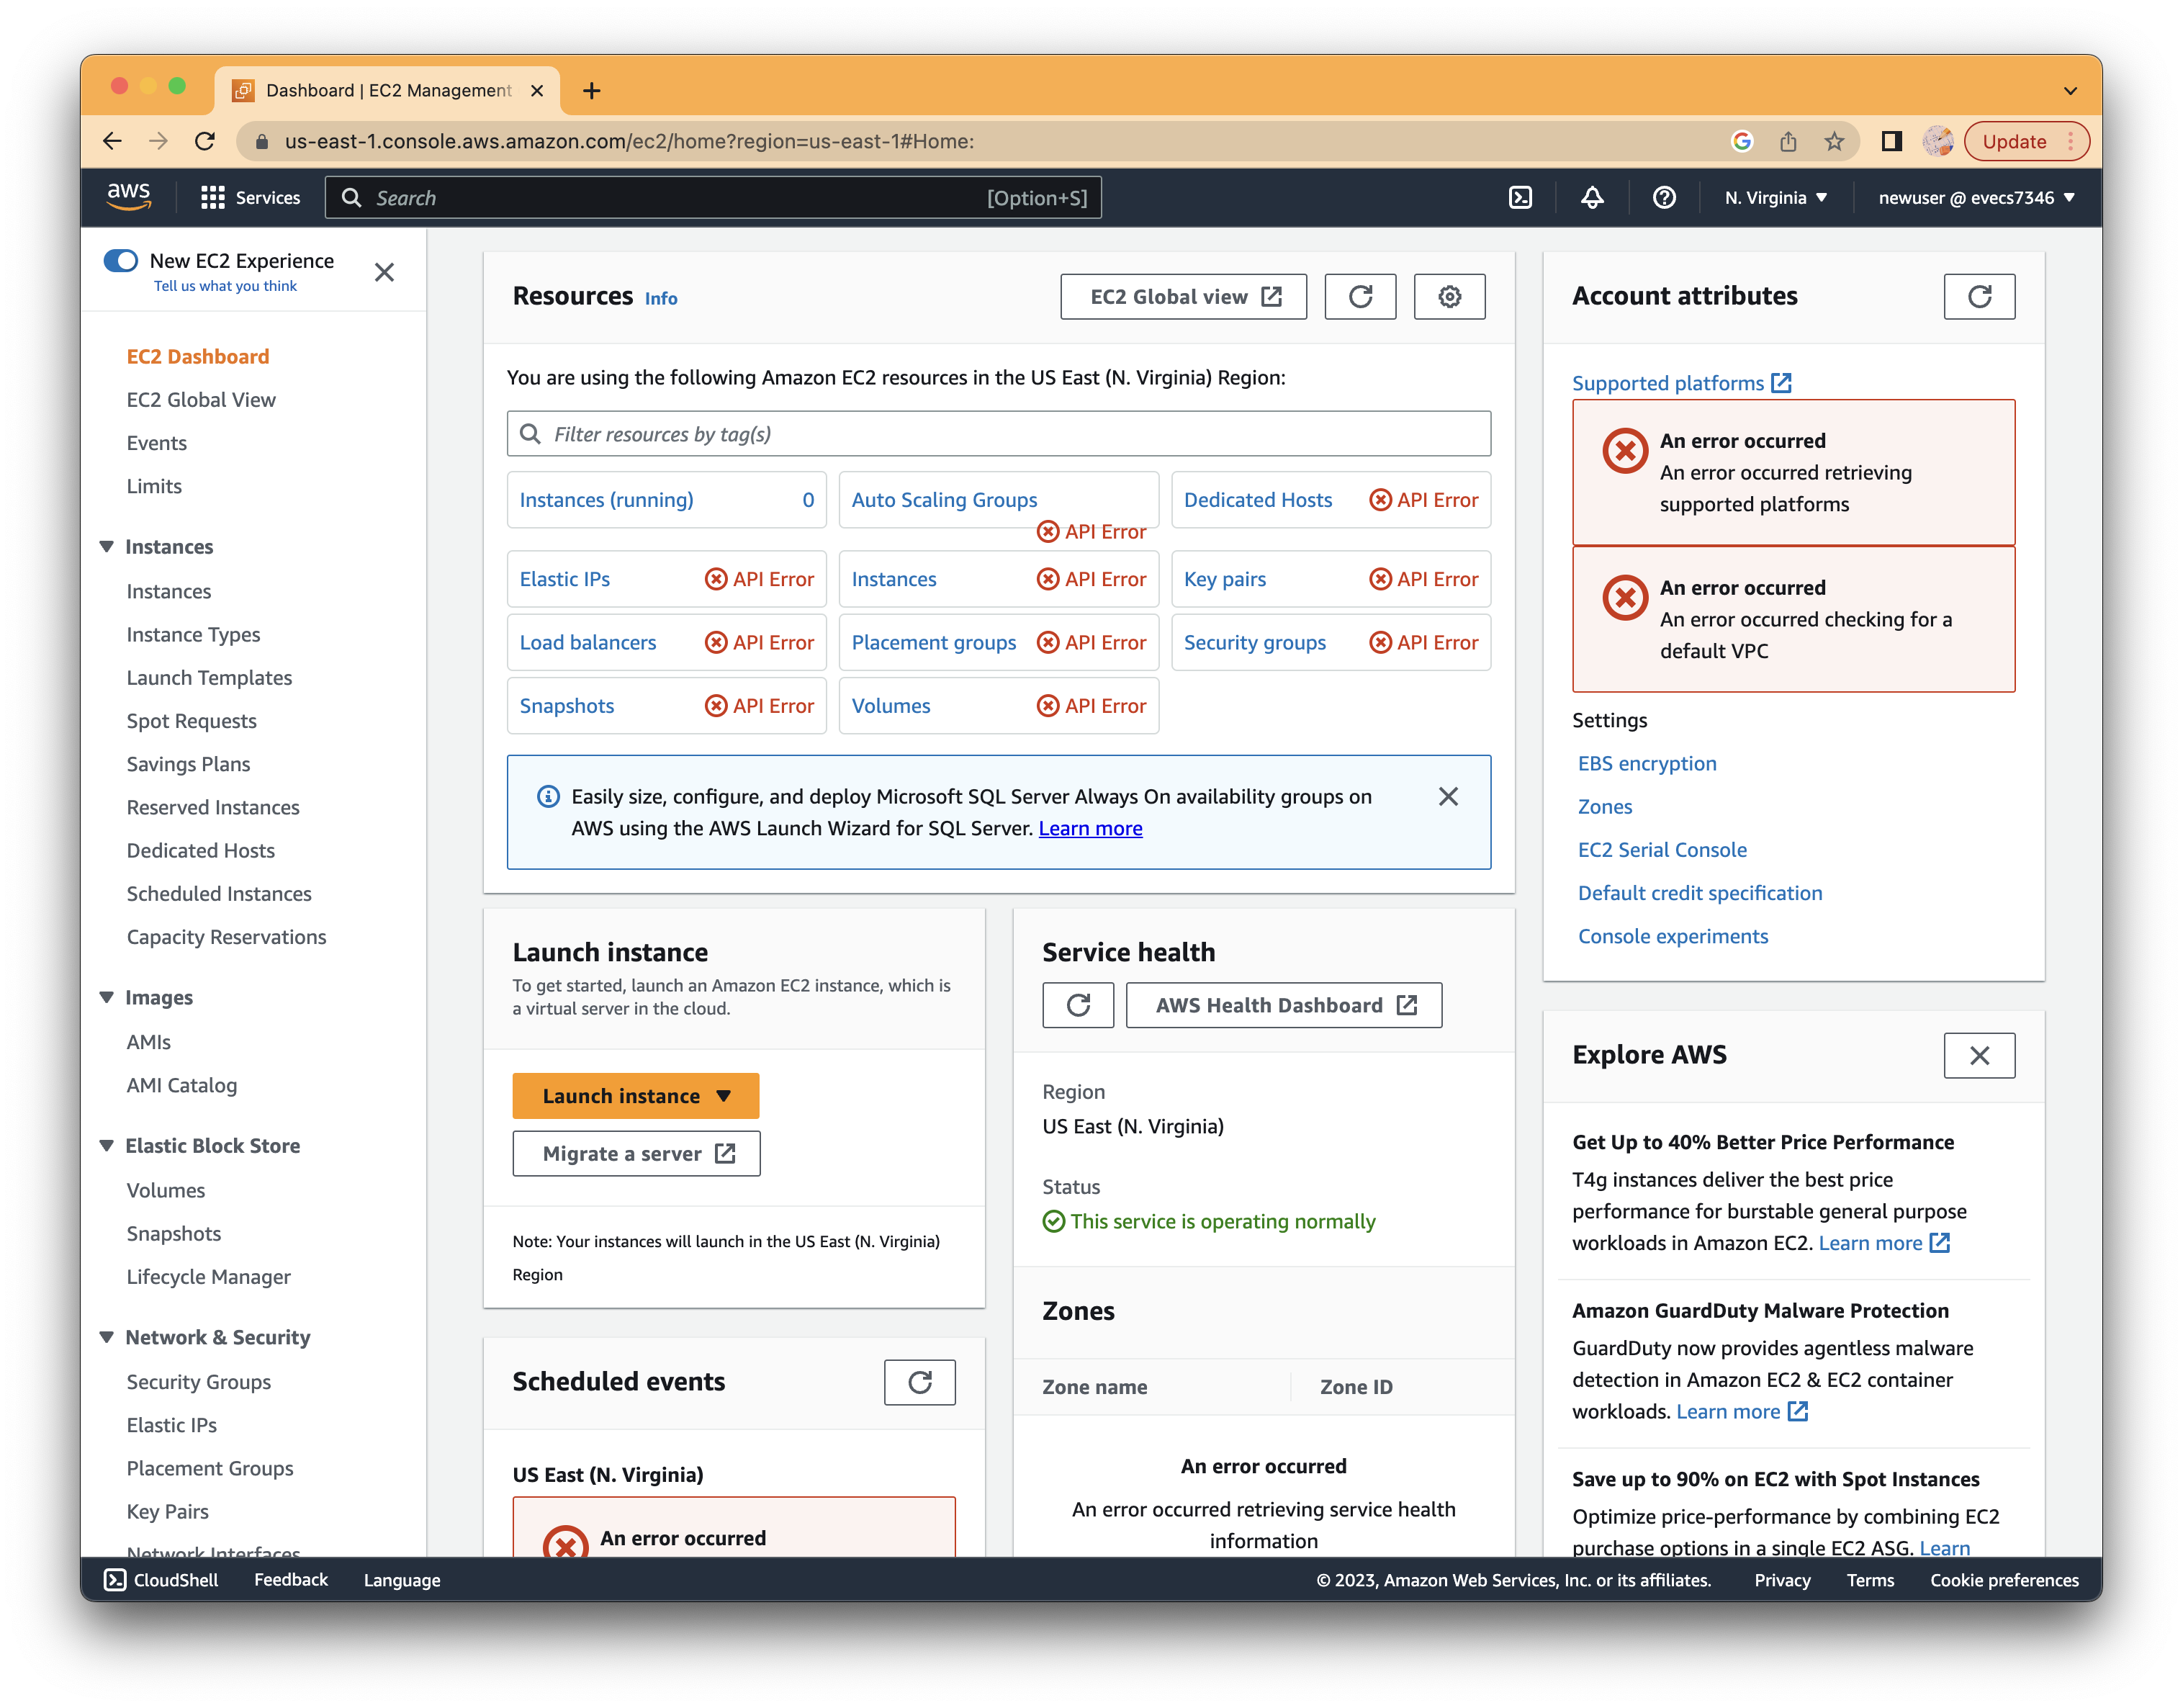 Dashboard | EC2 Management
us-east-1.console.aws.amazon.com/ec2/home?region=us-east-1#Home:
Update
aws
Services
Search
[Option+S]
N. Virginia
newuser @ evecs7346
New EC2 Experience
Tell us what you think
EC2 Dashboard
EC2 Global View
Events
Limits
Instances
Instances
Instance Types
Launch Templates
Spot Requests
Savings Plans
Reserved Instances
Dedicated Hosts
Scheduled Instances
Capacity Reservations
Images
AMIs
AMI Catalog
Elastic Block Store
Volumes
Snapshots
Lifecycle Manager
Network & Security
Security Groups
Elastic IPs
Placement Groups
Key Pairs
Network Interfaces
Resources Info
EC2 Global view
You are using the following Amazon EC2 resources in the US East (N. Virginia) Region:
Filter resources by tag(s)
Instances (running) 0
Auto Scaling Groups
API Error
Dedicated Hosts API Error
Elastic IPs API Error
Instances API Error
Key pairs API Error
Load balancers API Error
Placement groups API Error
Security groups API Error
Snapshots API Error
Volumes API Error
Easily size, configure, and deploy Microsoft SQL Server Always On availability groups on
AWS using the AWS Launch Wizard for SQL Server. Learn more
Launch instance
To get started, launch an Amazon EC2 instance, which is
a virtual server in the cloud.
Launch instance
Migrate a server
Note: Your instances will launch in the US East (N. Virginia)
Region
Scheduled events
US East (N. Virginia)
An error occurred
Service health
AWS Health Dashboard
Region
US East (N. Virginia)
Status
This service is operating normally
Zones
Zone name
Zone ID
An error occurred
An error occurred retrieving service health
information
Account attributes
Supported platforms
An error occurred
An error occurred retrieving
supported platforms
An error occurred
An error occurred checking for a
default VPC
Settings
EBS encryption
Zones
EC2 Serial Console
Default credit specification
Console experiments
Explore AWS
Get Up to 40% Better Price Performance
T4g instances deliver the best price
performance for burstable general purpose
workloads in Amazon EC2. Learn more
Amazon GuardDuty Malware Protection
GuardDuty now provides agentless malware
detection in Amazon EC2 & EC2 container
workloads. Learn more
Save up to 90% on EC2 with Spot Instances
Optimize price-performance by combining EC2
purchase options in a single EC2 ASG. Learn
CloudShell
Feedback
Language
© 2023, Amazon Web Services, Inc. or its affiliates.
Privacy
Terms
Cookie preferences